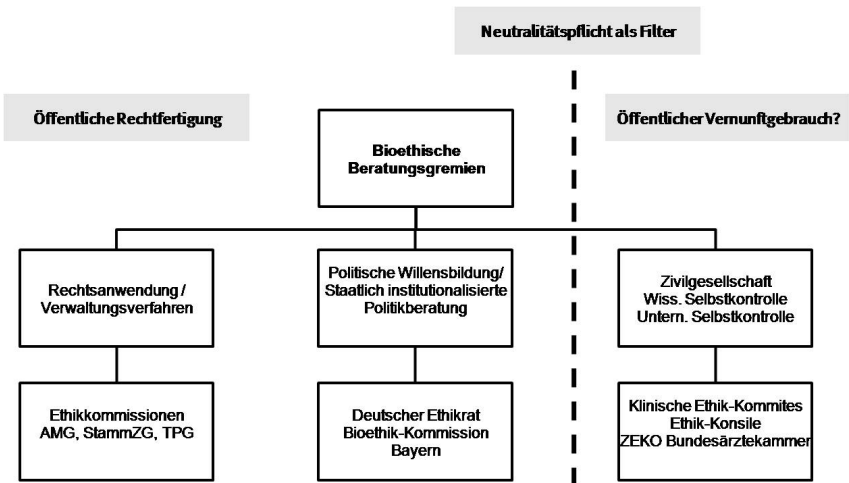 Neutralitätspflicht als Filter
Öffentliche Rechtfertigung
Öffentlicher Vernunftgebrauch?
Bioethische
Beratungsgremien
Rechtsanwendung /
Verwaltungsverfahren
Politische Willensbildung/
Staatlich institutionalisierte
Politikberatung
Zivilgesellschaft
Wiss. Selbstkontrolle
Untern. Selbstkontrolle
Ethikkommissionen
AMG, StammZG, TPG
Deutscher Ethikrat
Bioethik-Kommission
Bayern
Klinische Ethik-Kommites
Ethik-Konsile
ZEKO Bundesärztekammer